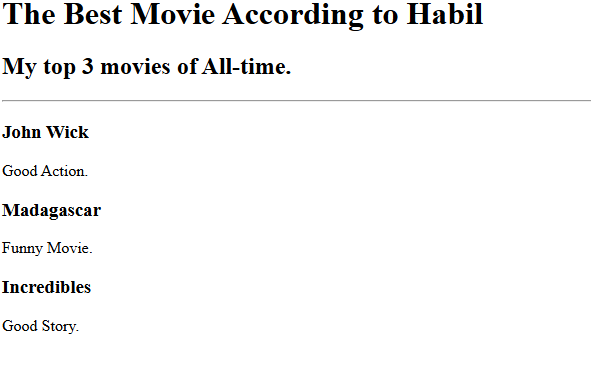 The Best Movie According to Habil
My top 3 movies of All-time.
John Wick
Good Action.
Madagascar
Funny Movie.
Incredibles
Good Story.